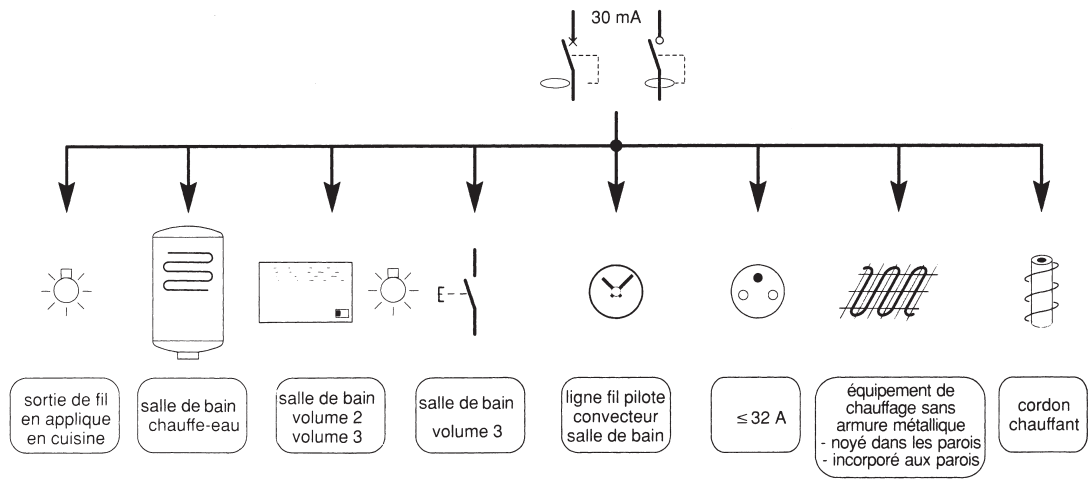 30 mA
E
sortie de fil
en applique
en cuisine
salle de bain
chauffe-eau
salle de bain
volume 2
volume 3
salle de bain
volume 3
ligne fil pilote
convecteur
salle de bain
≤ 32 A
équipement de
chauffage sans
armure métallique
- noyé dans les parois
- incorporé aux parois
cordon
chauffant